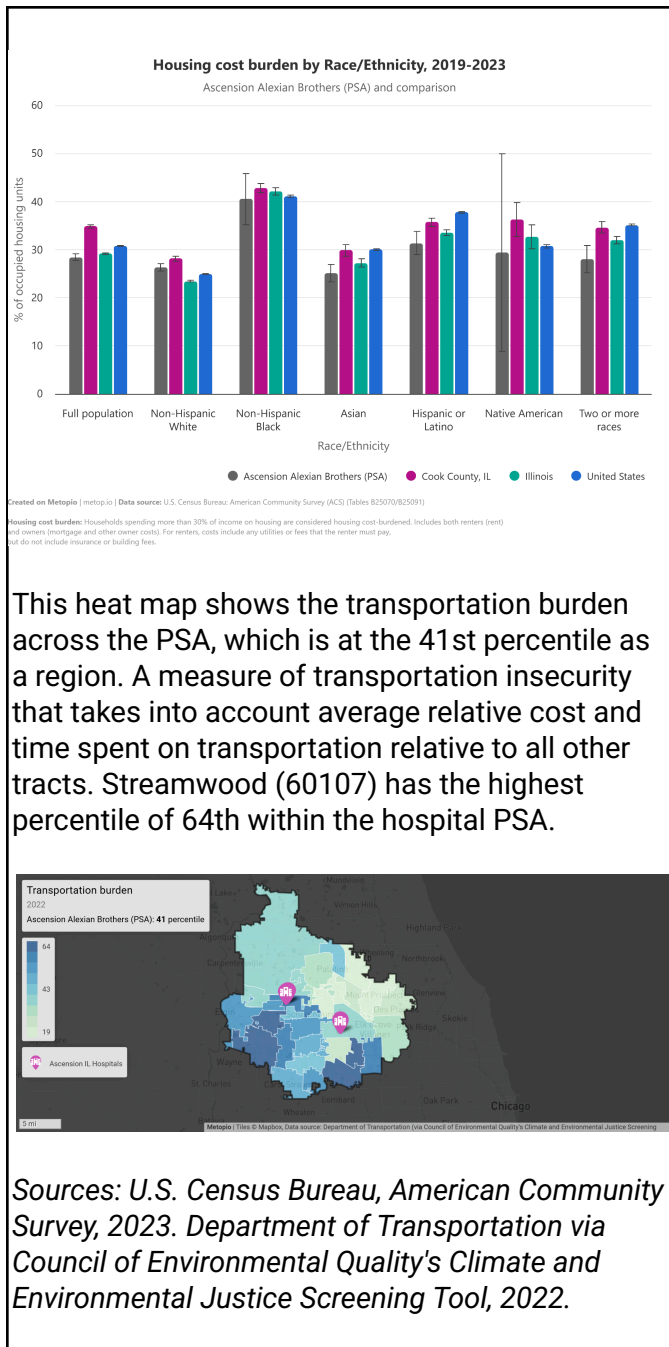 Housing cost burden by Race/Ethnicity, 2019-2023
Ascension Alexian Brothers (PSA) and comparison
% of occupied housing units
60
50
40
30
20
10
0
Full population
Non-Hispanic White
Non-Hispanic Black
Asian
Hispanic or Latino
Native American
Two or more races
Race/Ethnicity
Ascension Alexian Brothers (PSA) Cook County, IL Illinois United States
Created on Metopio | metop.io | Data source: U.S. Census Bureau: American Community Survey (ACS) (Tables B25070/B25091)
Housing cost burden: Households spending more than 30% of income on housing are considered housing cost-burdened. Includes both renters (rent)
and owners (mortgage and other owner costs). For renters, costs include any utilities or fees that the renter must pay,
but do not include insurance or building fees.
This heat map shows the transportation burden
across the PSA, which is at the 41st percentile as
a region. A measure of transportation insecurity
that takes into account average relative cost and
time spent on transportation relative to all other
tracts. Streamwood (60107) has the highest
percentile of 64th within the hospital PSA.
Transportation burden
2022
Ascension Alexian Brothers (PSA): 41 percentile
64
43
19
Ascension IL Hospitals
Vernon Hills
Highland Park
Northbrook
Glenview
Skokie
Elgin
Wayne
St. Charles
Lombard
Wheaton
Oak Park
Chicago
5 mi
Metopio | Tiles © Mapbox, Data source: Department of Transportation (via Council of Environmental Quality's Climate and Environmental Justice Screening
Sources: U.S. Census Bureau, American Community
Survey, 2023. Department of Transportation via
Council of Environmental Quality's Climate and
Environmental Justice Screening Tool, 2022.